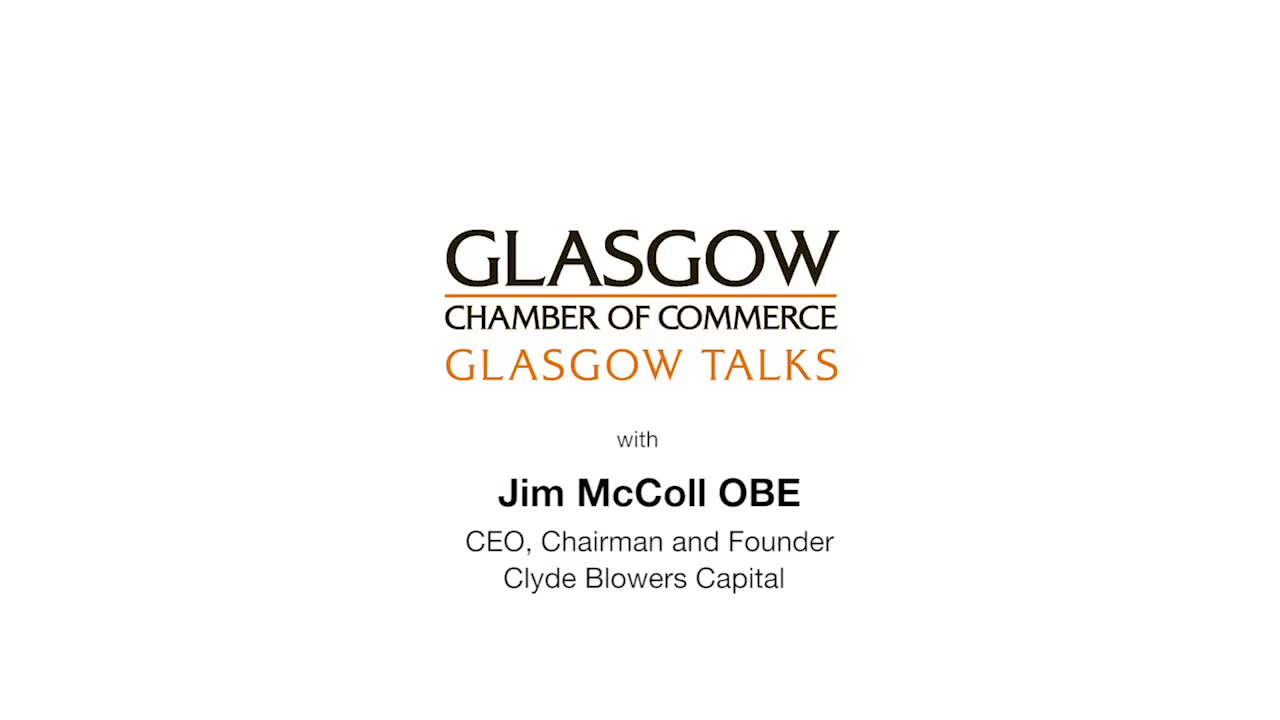 GLASGOW
CHAMBER OF COMMERCE
GLASGOW TALKS
with
Jim McColl OBE
CEO, Chairman and Founder
Clyde Blowers Capital